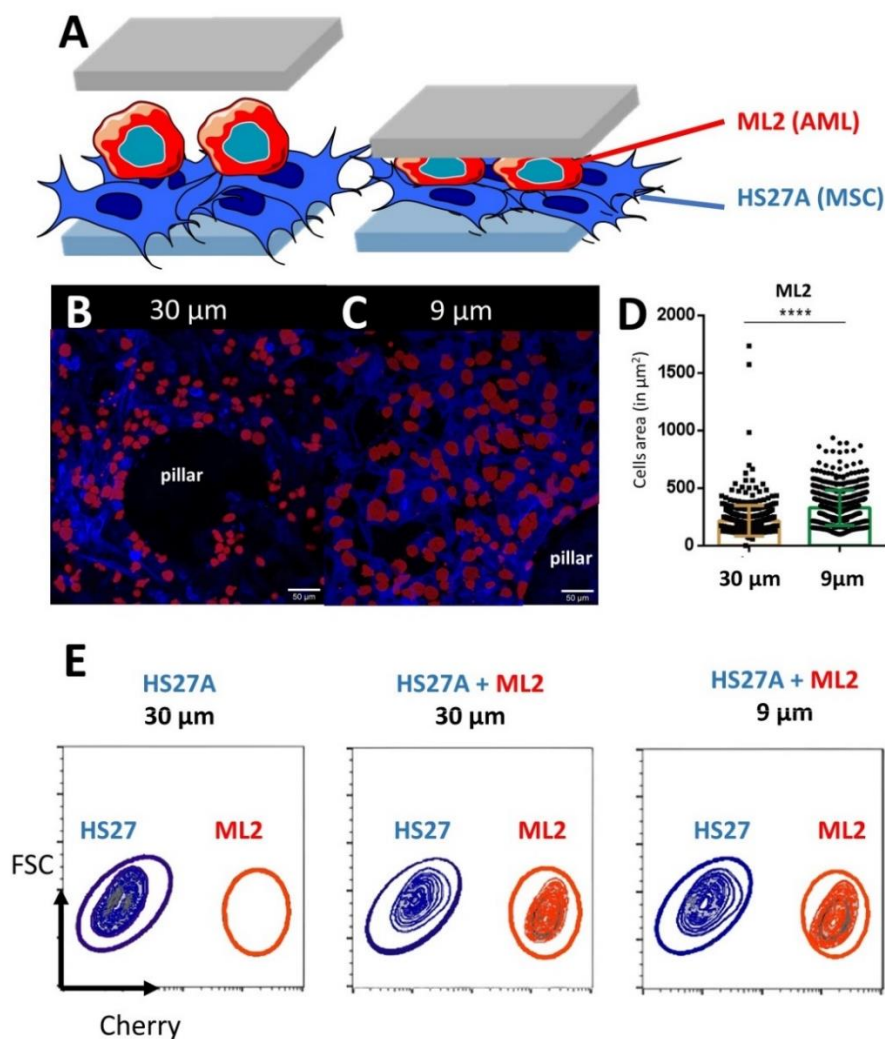 A
ML2 (AML)
HS27A (MSC)
B
30 µm
C
9 µm
pillar
50 µm
pillar
50 µm
D
ML2
****
Cells area (in µm²)
2000
1500
1000
500
0
30 µm
9µm
E
HS27A
30 µm
HS27A + ML2
30 µm
HS27A + ML2
9 µm
HS27
ML2
HS27
ML2
HS27
ML2
FSC
Cherry